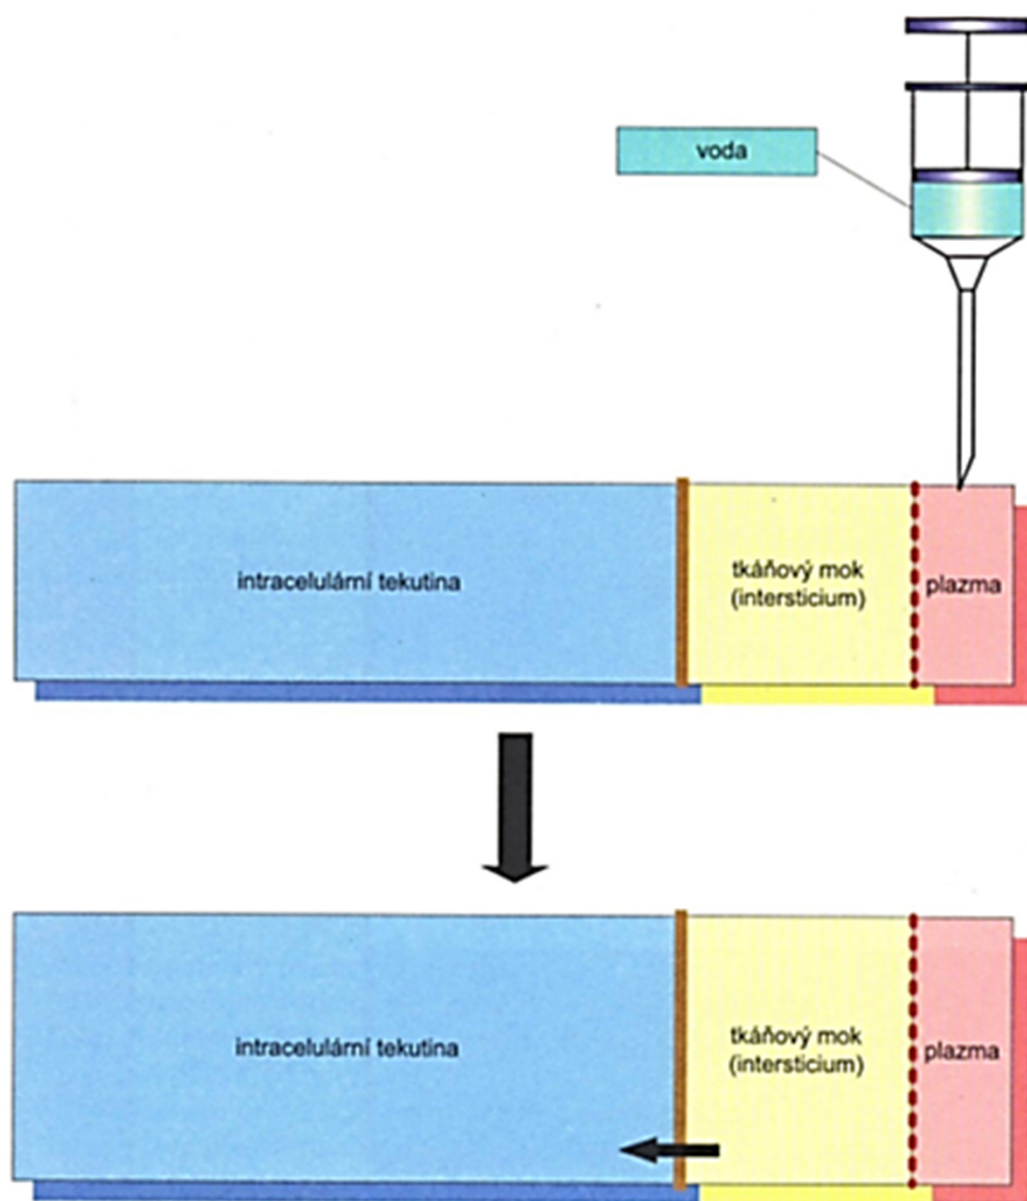 voda
intracelulární tekutina
tkáňový mok
(intersticium)
plazma
intracelulární tekutina
tkáňový mok
(intersticium)
plazma